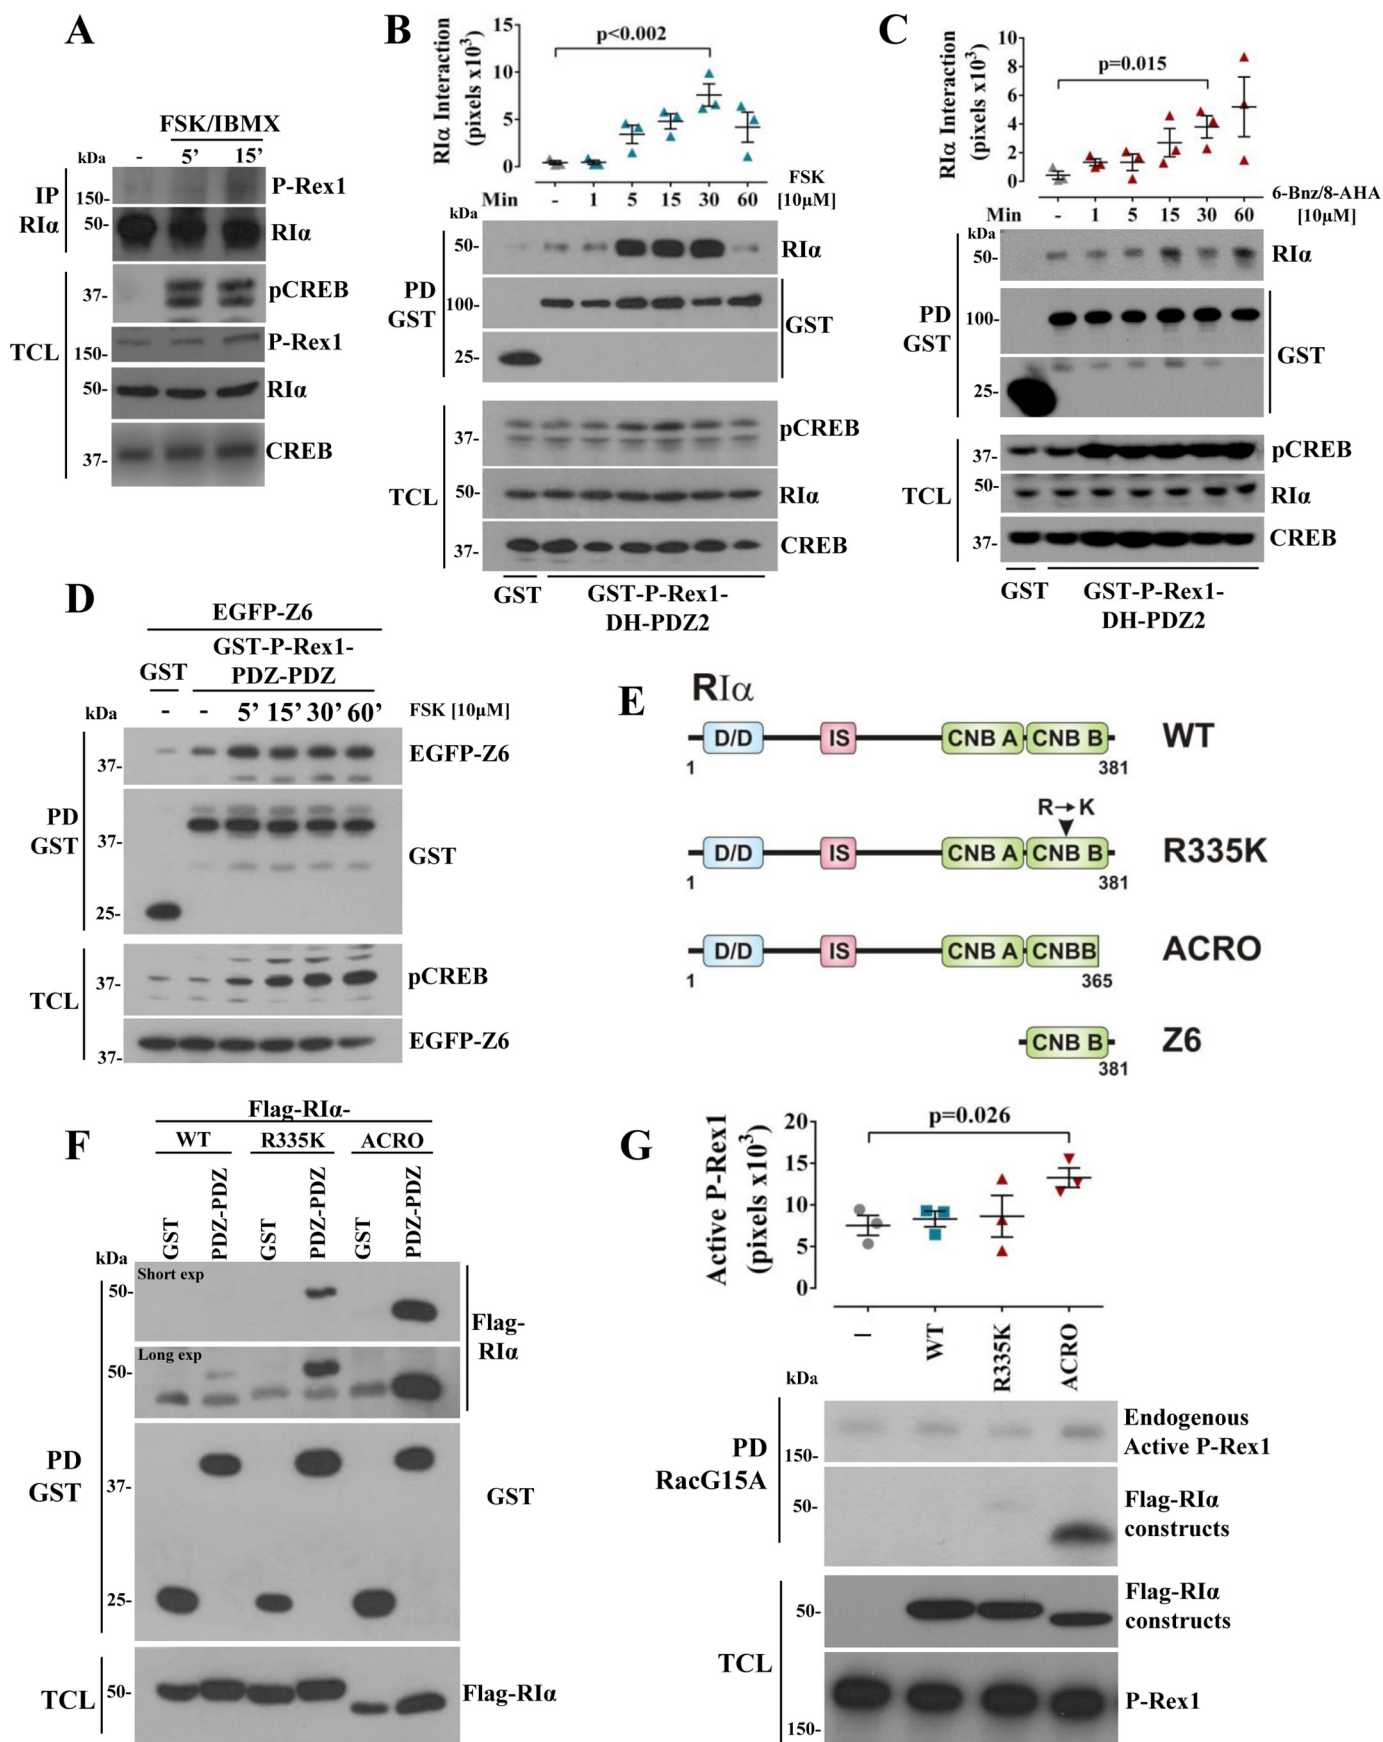 A
FSK/IBMX
kDa - 5’ 15’
IP
RIα
150-
P-Rex1
50-
RIα
TCL
37-
pCREB
150-
P-Rex1
50-
RIα
37-
CREB
B
RIα Interaction
(pixels x10³)
15
10
5
0
p<0.002
FSK
[10µM]
Min - 1 5 15 30 60
kDa
PD
GST
50-
RIα
100-
GST
25-
TCL
37-
pCREB
50-
RIα
37-
CREB
GST
GST-P-Rex1-
DH-PDZ2
C
RIα Interaction
(pixels x10³)
10
8
6
4
2
0
p=0.015
6-Bnz/8-AHA
[10µM]
Min - 1 5 15 30 60
kDa
PD
GST
50-
RIα
100-
GST
25-
TCL
37-
pCREB
50-
RIα
37-
CREB
GST
GST-P-Rex1-
DH-PDZ2
D
EGFP-Z6
GST
GST-P-Rex1-
PDZ-PDZ
kDa - - 5’ 15’ 30’ 60’ FSK [10µM]
PD
GST
37-
EGFP-Z6
37-
GST
25-
TCL
37-
pCREB
37-
EGFP-Z6
E
RIα
D/D IS CNB A CNB B WT
1 381
R→K
D/D IS CNB A CNB B R335K
1 381
D/D IS CNB A CNBB ACRO
1 365
CNB B Z6
381
F
Flag-RIα-
WT R335K ACRO
GST PDZ-PDZ GST PDZ-PDZ GST PDZ-PDZ
kDa
PD
GST
Short exp
50-
Long exp
50-
Flag-
RIα
37-
GST
25-
TCL
50-
Flag-RIα
G
Active P-Rex1
(pixels x10³)
20
15
10
5
0
p=0.026
- WT R335K ACRO
kDa
PD
RacG15A
150-
Endogenous
Active P-Rex1
50-
Flag-RIα
constructs
TCL
50-
Flag-RIα
constructs
150-
P-Rex1